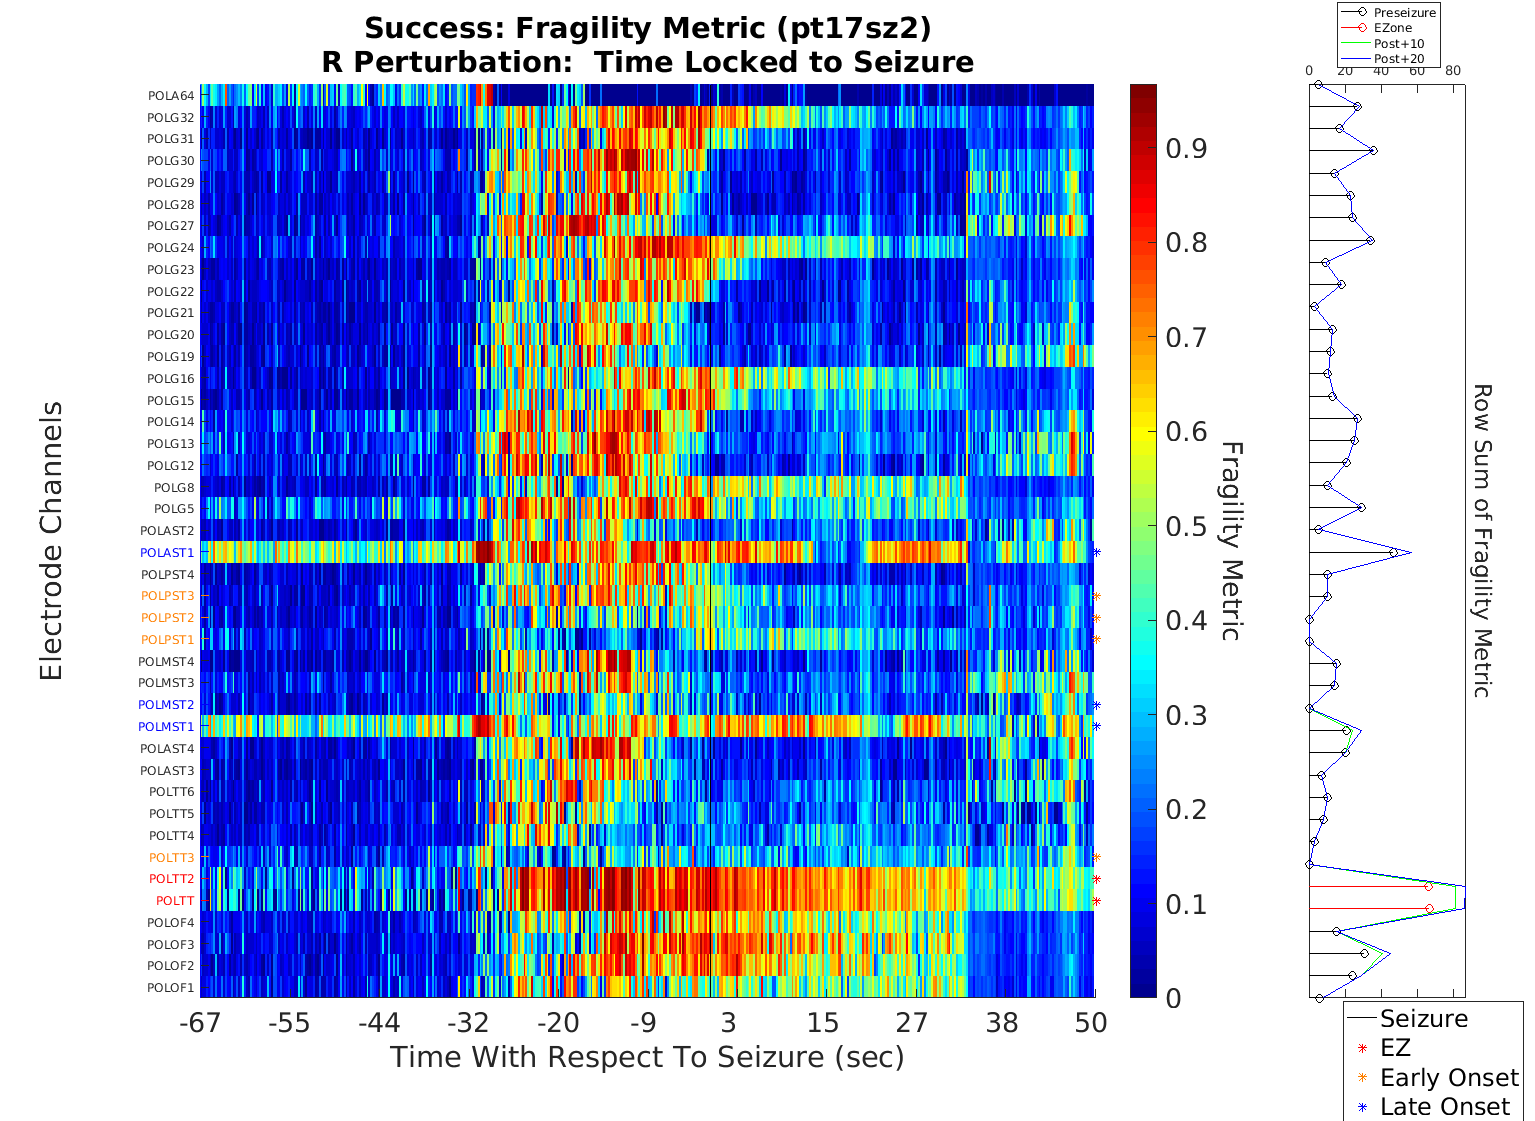 Success: Fragility Metric (pt17sz2)
R Perturbation:  Time Locked to Seizure
Electrode Channels
POLA64
POLG32
POLG31
POLG30
POLG29
POLG28
POLG27
POLG24
POLG23
POLG22
POLG21
POLG20
POLG19
POLG16
POLG15
POLG14
POLG13
POLG12
POLG8
POLG5
POLAST2
POLAST1
POLPST4
POLPST3
POLPST2
POLPST1
POLMST4
POLMST3
POLMST2
POLMST1
POLAST4
POLAST3
POLTT6
POLTT5
POLTT4
POLTT3
POLTT2
POLTT
POLOF4
POLOF3
POLOF2
POLOF1
-67 -55 -44 -32 -20 -9 3 15 27 38 50
Time With Respect To Seizure (sec)
0.9
0.8
0.7
0.6
0.5
0.4
0.3
0.2
0.1
0
Fragility Metric
Preseizure
EZone
Post+10
Post+20
0 20 40 60 80
Row Sum of Fragility Metric
Seizure
EZ
Early Onset
Late Onset